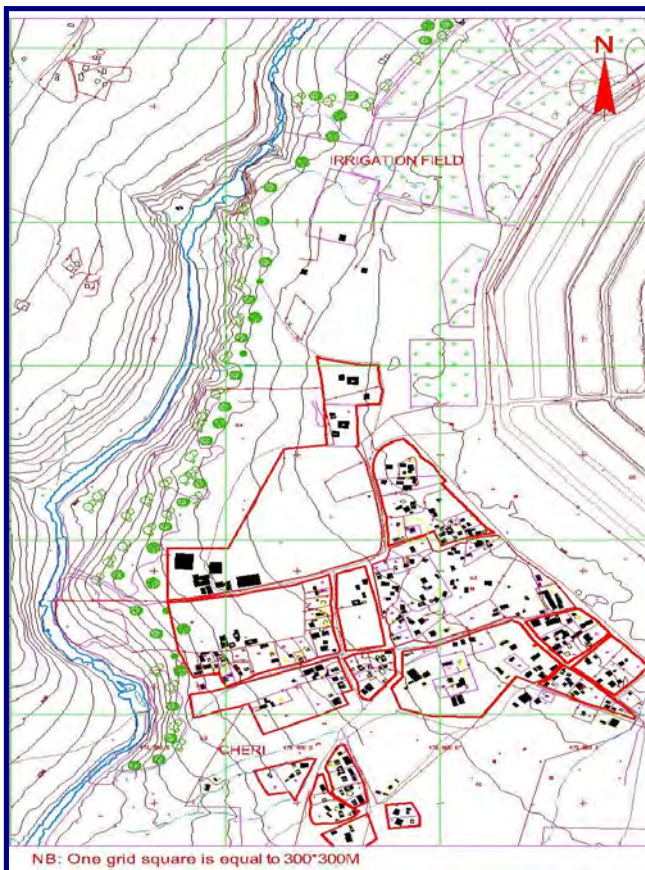 N
IRRIGATION FIELD
CHERI
NB: One grid square is equal to 300*300M